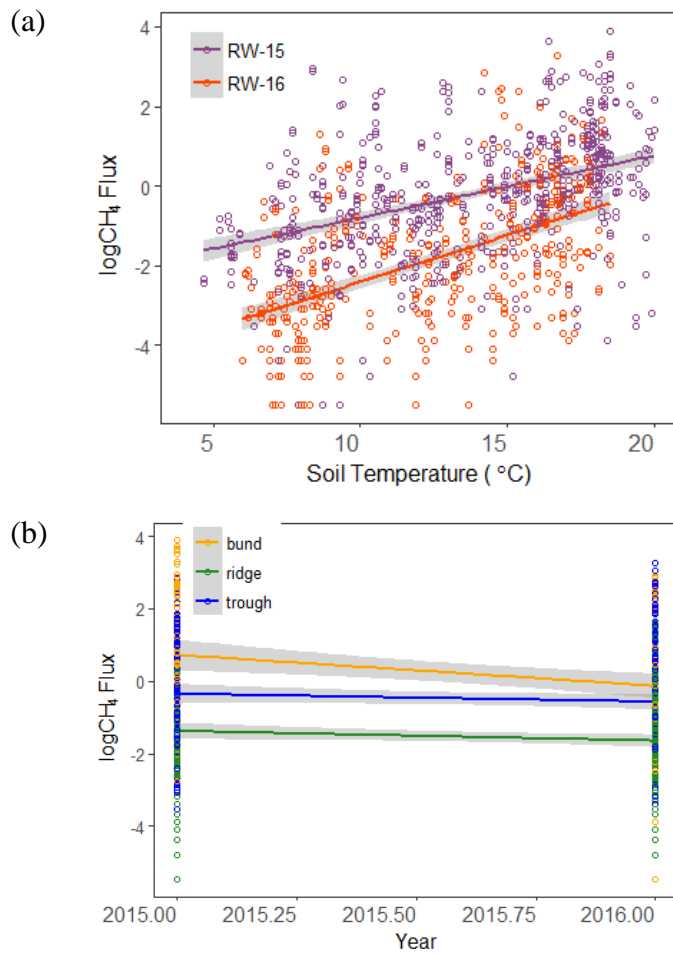 (a)
4
2
0
-2
-4
logCH₄ Flux
RW-15
RW-16
5 10 15 20
Soil Temperature ( °C)
(b)
4
2
0
-2
-4
logCH₄ Flux
bund
ridge
trough
2015.00 2015.25 2015.50 2015.75 2016.00
Year